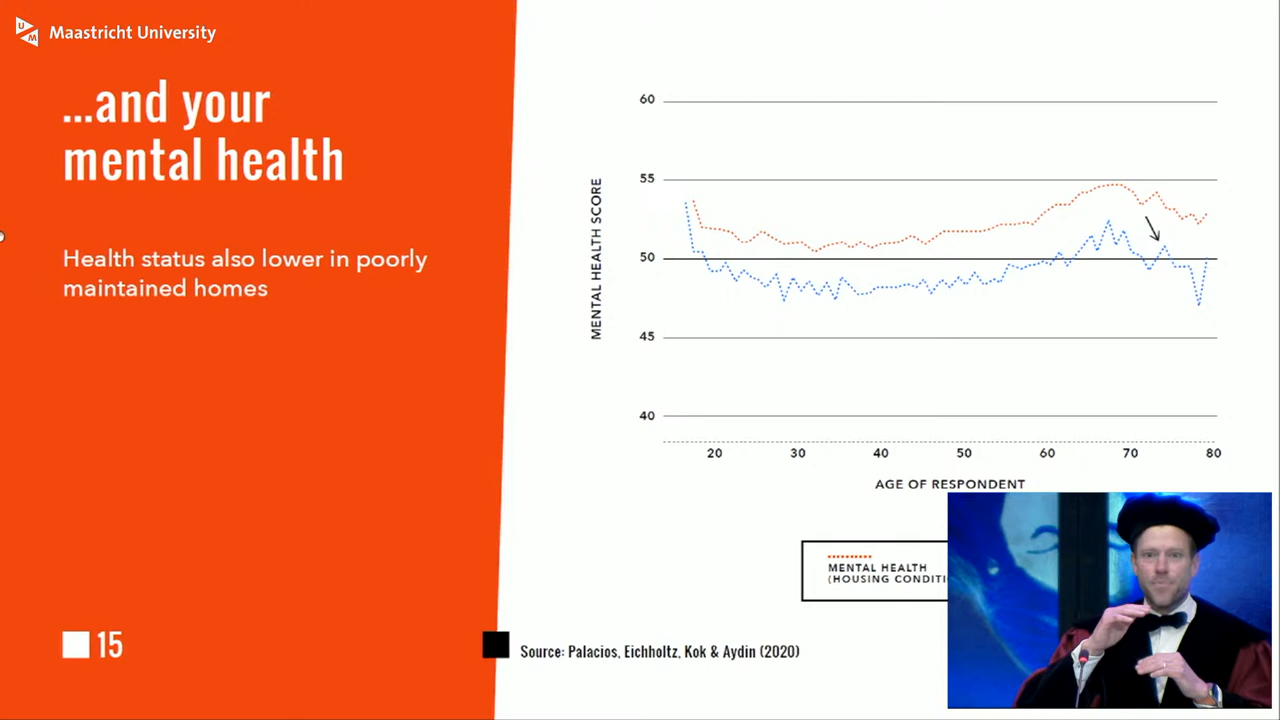 Maastricht University
...and your
mental health
Health status also lower in poorly
maintained homes
15
60
55
50
45
40
MENTAL HEALTH SCORE
20 30 40 50 60 70 80
AGE OF RESPONDENT
MENTAL HEALTH
(HOUSING
Source: Palacios, Eichholtz, Kok & Aydin (2020)